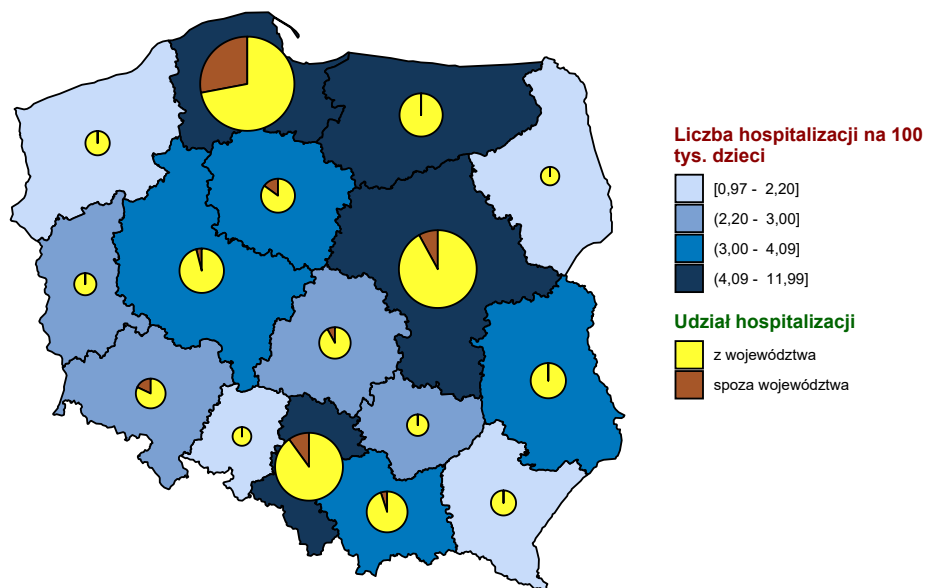 Liczba hospitalizacji na 100
tys. dzieci
[0,97 - 2,20]
(2,20 - 3,00]
(3,00 - 4,09]
(4,09 - 11,99]
Udział hospitalizacji
z województwa
spoza województwa